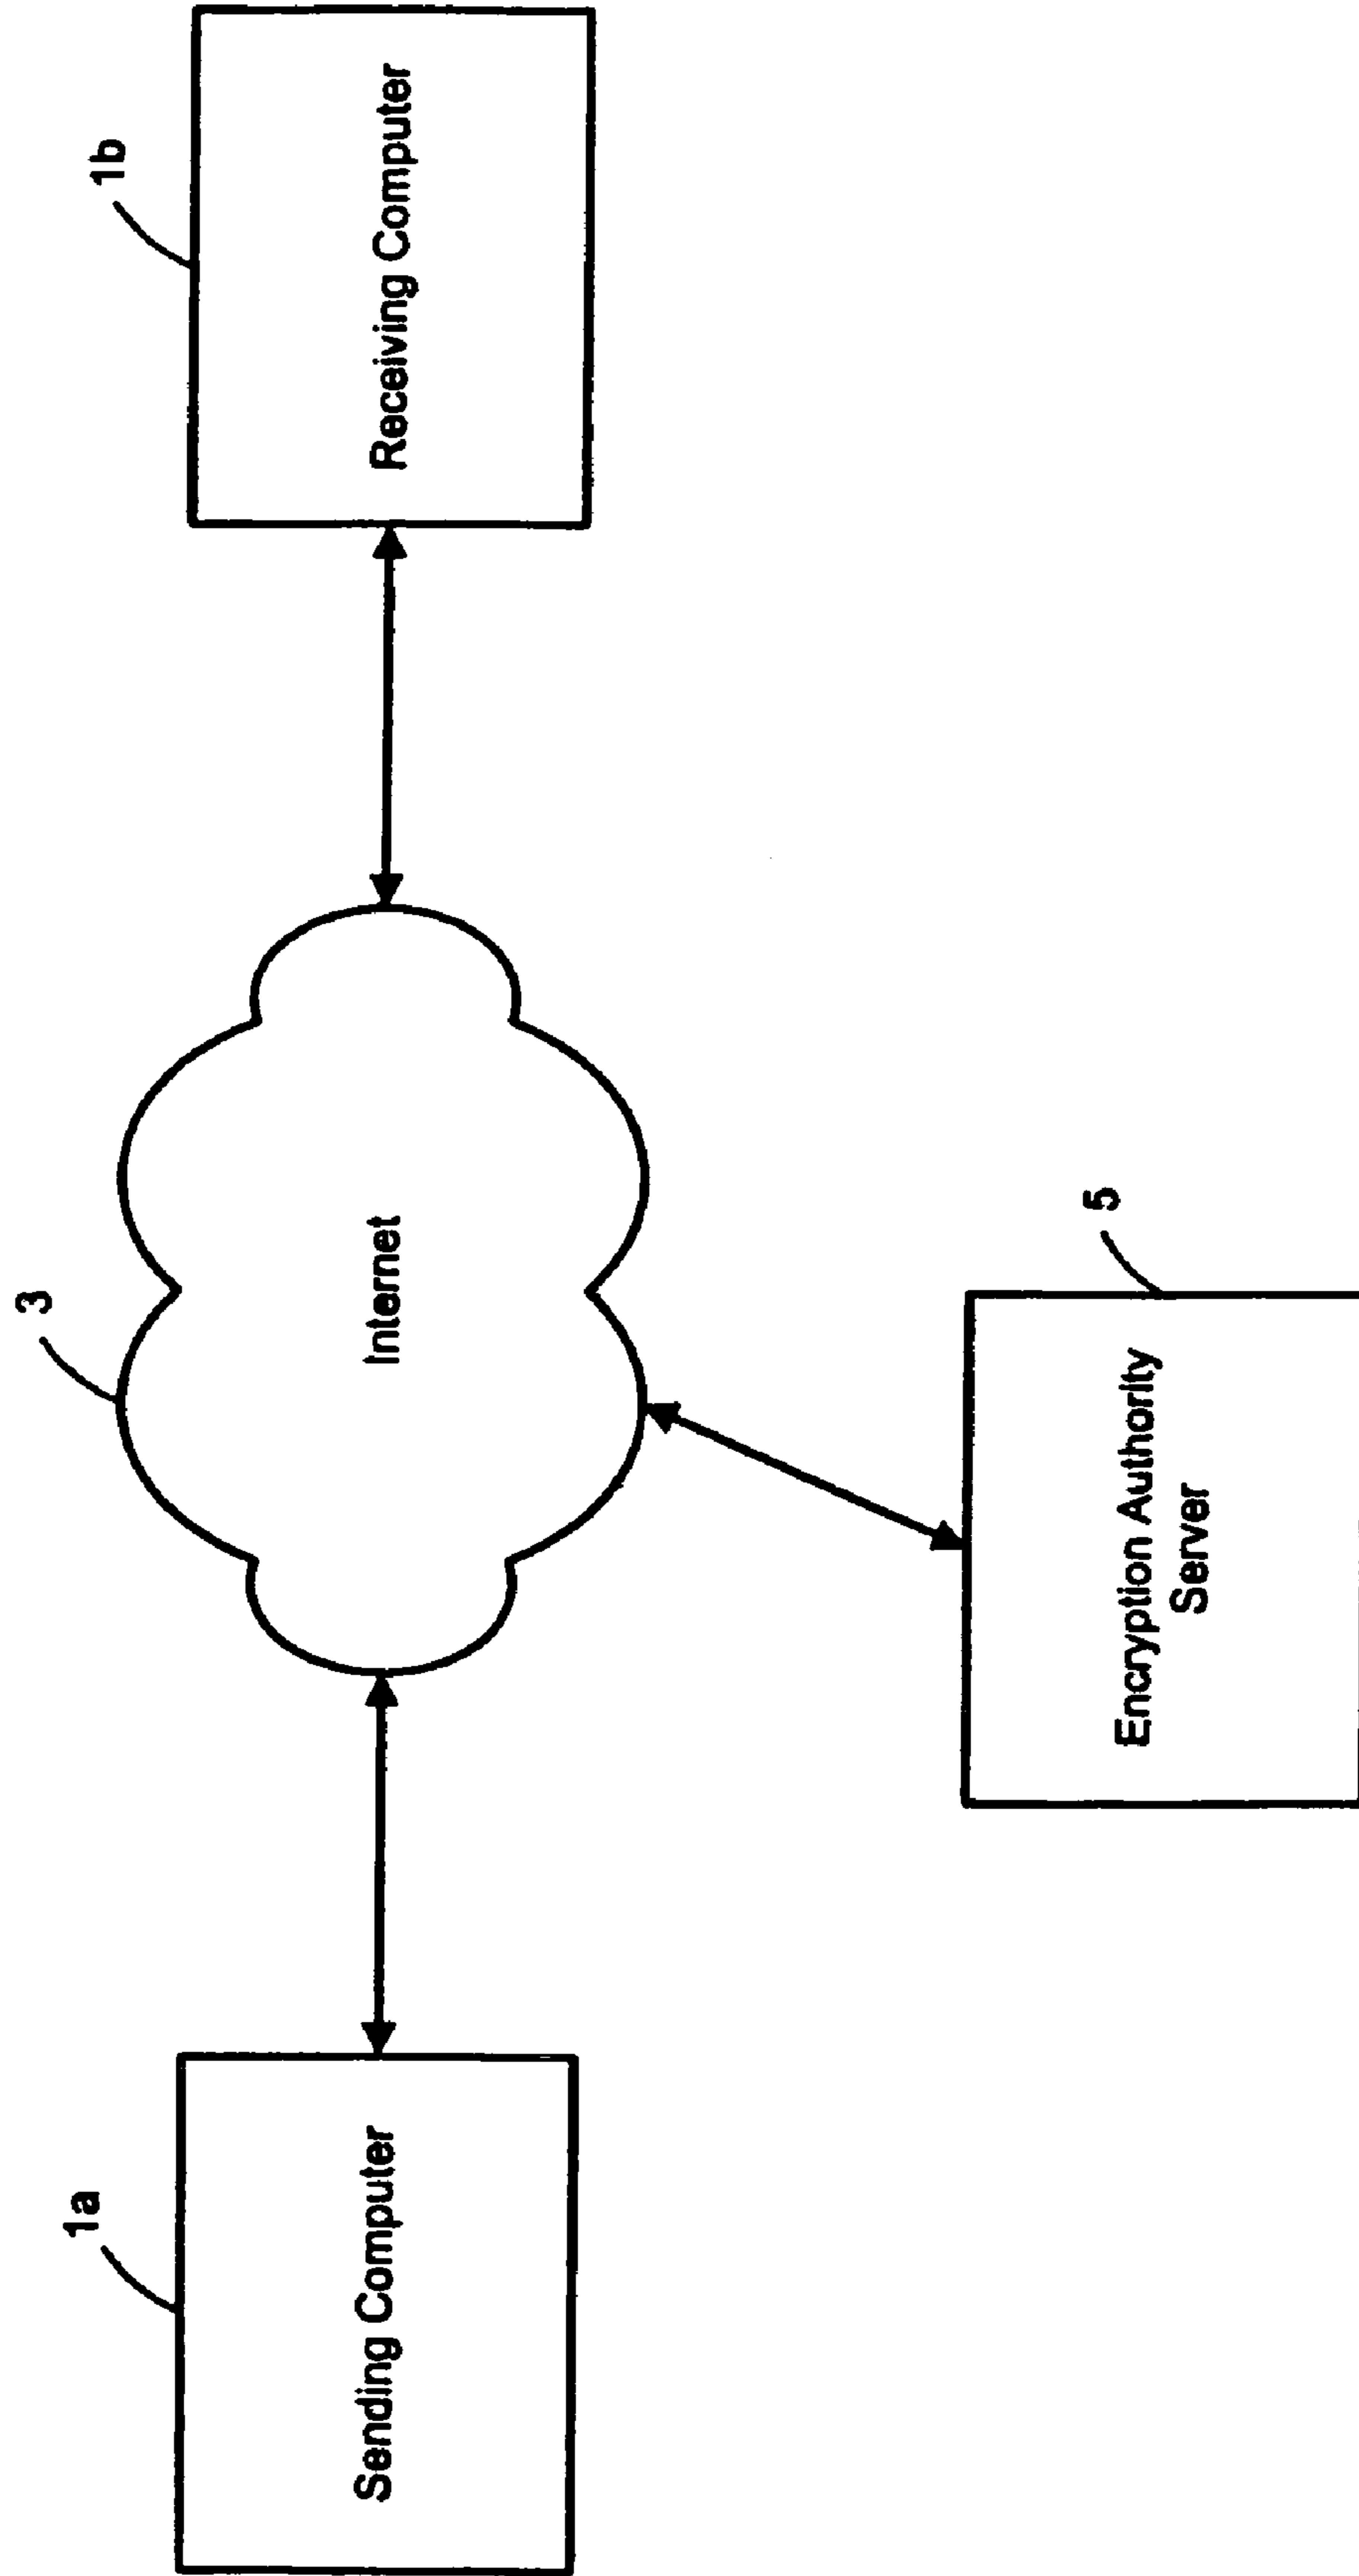 3
1a
1b
Sending Computer
Internet
Receiving Computer
5
Encryption Authority
Server